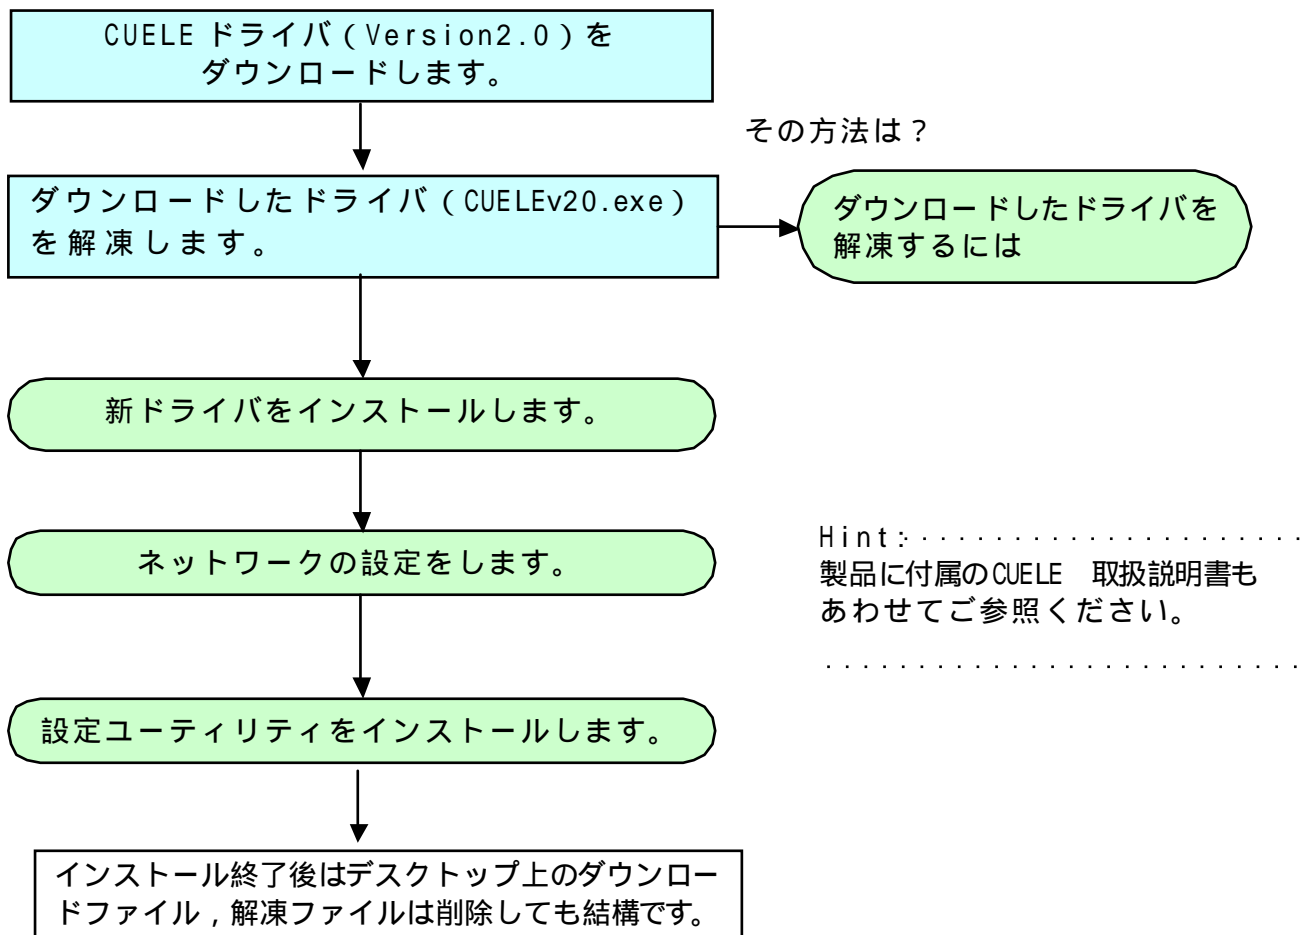 CUELE ドライバ（Version2.0）を
ダウンロードします。
その方法は？
ダウンロードしたドライバ（CUELEv20.exe）
を解凍します。
ダウンロードしたドライバを
解凍するには
新ドライバをインストールします。
ネットワークの設定をします。
Hint：・・・・・・・・・・・・・・・・・・・・・
製品に付属のCUELE　取扱説明書も
あわせてご参照ください。
・・・・・・・・・・・・・・・・・・・・・・・・・・
設定ユーティリティをインストールします。
インストール終了後はデスクトップ上のダウンロー
ドファイル，解凍ファイルは削除しても結構です。